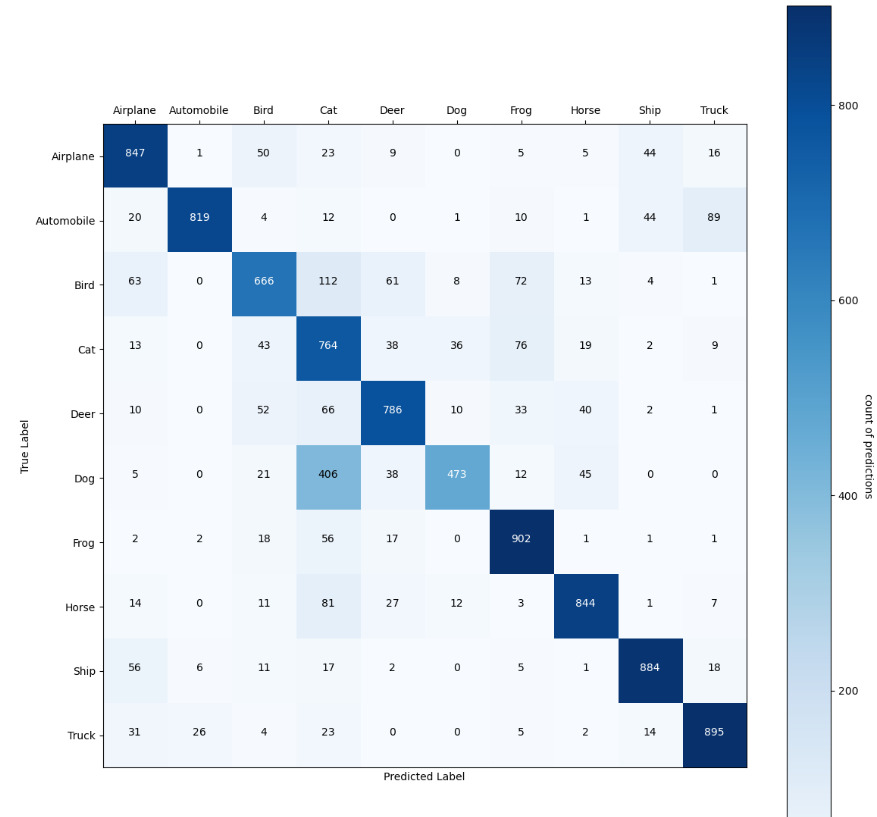 Airplane Automobile Bird Cat Deer Dog Frog Horse Ship Truck
Airplane 847 1 50 23 9 0 5 5 44 16
Automobile 20 819 4 12 0 1 10 1 44 89
Bird 63 0 666 112 61 8 72 13 4 1
Cat 13 0 43 764 38 36 76 19 2 9
Deer 10 0 52 66 786 10 33 40 2 1
Dog 5 0 21 406 38 473 12 45 0 0
Frog 2 2 18 56 17 0 902 1 1 1
Horse 14 0 11 81 27 12 3 844 1 7
Ship 56 6 11 17 2 0 5 1 884 18
Truck 31 26 4 23 0 0 5 2 14 895
True Label
Predicted Label
800
600
400
200
count of predictions